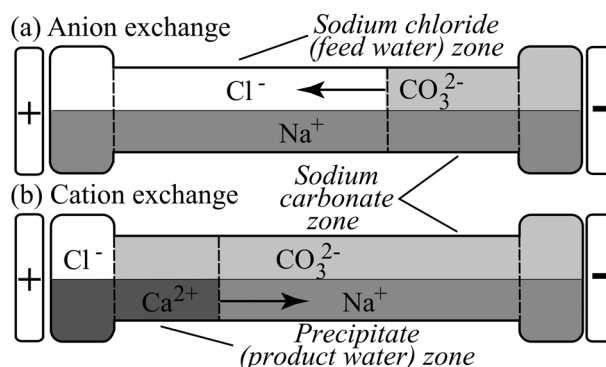 (a) Anion exchange
Sodium chloride
(feed water) zone
+
Cl⁻
CO₃²⁻
Na⁺
−
(b) Cation exchange
Sodium
carbonate
zone
+
Cl⁻
CO₃²⁻
Ca²⁺
Na⁺
−
Precipitate
(product water) zone